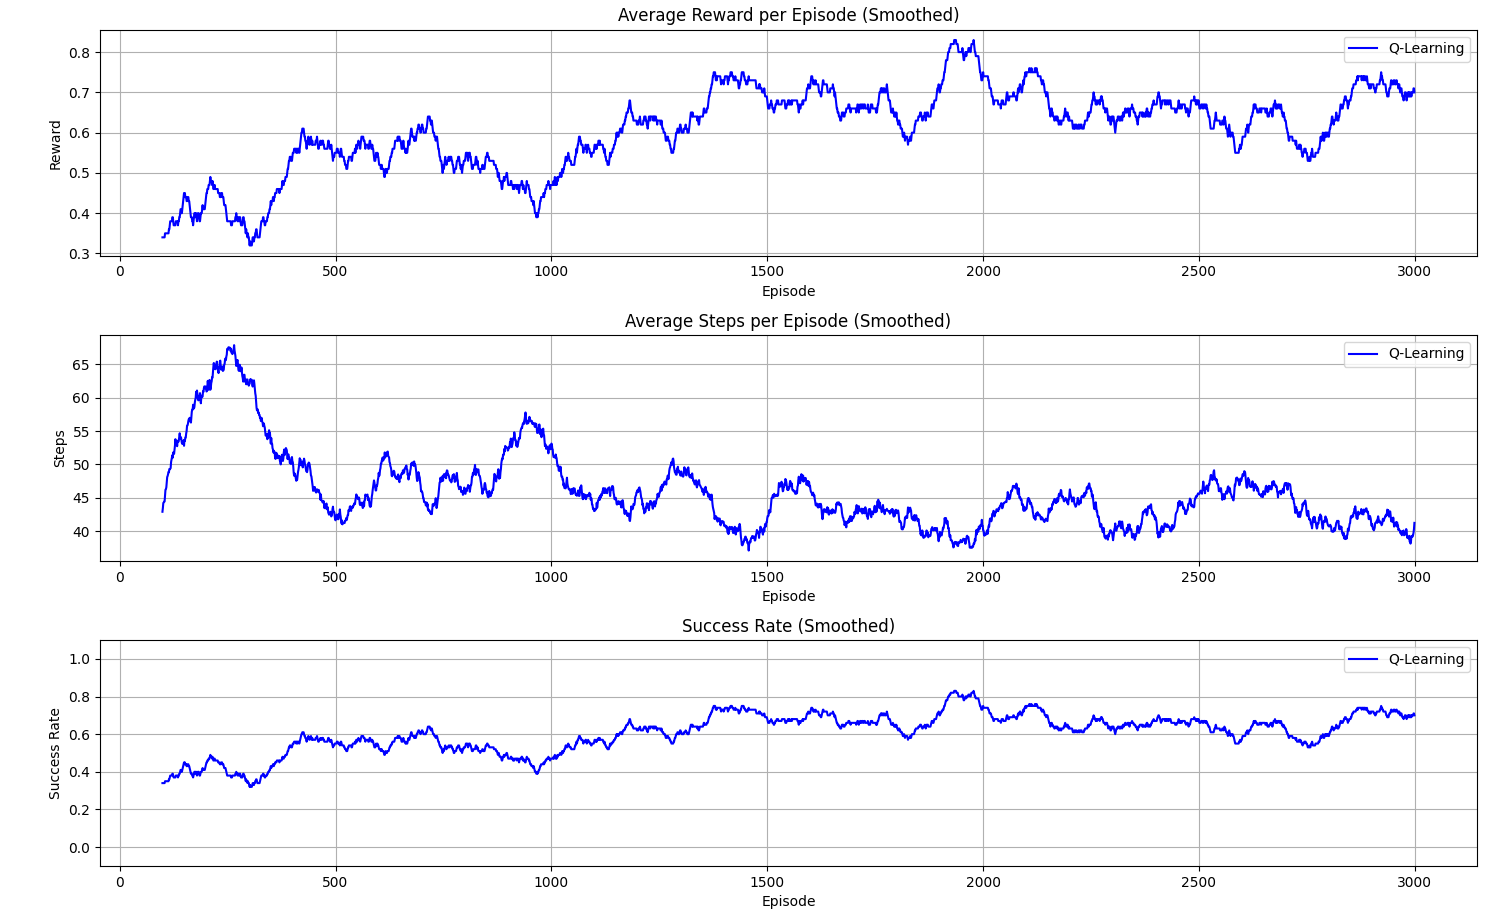 Average Reward per Episode (Smoothed)
Reward
0.8
0.7
0.6
0.5
0.4
0.3
Q-Learning
0 500 1000 1500 2000 2500 3000
Episode
Average Steps per Episode (Smoothed)
Steps
65
60
55
50
45
40
Q-Learning
0 500 1000 1500 2000 2500 3000
Episode
Success Rate (Smoothed)
Success Rate
1.0
0.8
0.6
0.4
0.2
0.0
Q-Learning
0 500 1000 1500 2000 2500 3000
Episode